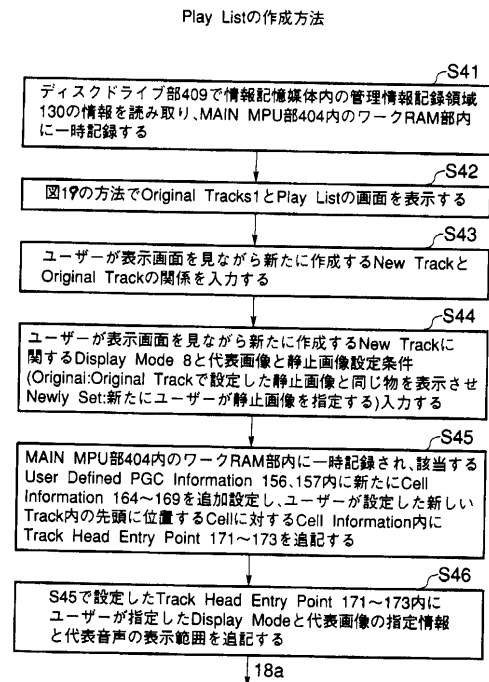 Play Listの作成方法
S41
ディスクドライブ部409で情報記憶媒体内の管理情報記録領域
130の情報を読み取り、MAIN MPU部404内のワークRAM部内
に一時記録する
S42
図19の方法でOriginal Tracks1とPlay Listの画面を表示する
S43
ユーザーが表示画面を見ながら新たに作成するNew Trackと
Original Trackの関係を入力する
S44
ユーザーが表示画面を見ながら新たに作成するNew Trackに
関するDisplay Mode 8と代表画像と静止画像設定条件
(Original:Original Trackで設定した静止画像と同じ物を表示させ
Newly Set:新たにユーザーが静止画像を指定する)入力する
S45
MAIN MPU部404内のワークRAM部内に一時記録され、該当する
User Defined PGC Information 156、157内に新たにCell
Information 164〜169を追加設定し、ユーザーが設定した新しい
Track内の先頭に位置するCellに対するCell Information内に
Track Head Entry Point 171〜173を追記する
S46
S45で設定したTrack Head Entry Point 171〜173内に
ユーザーが指定したDisplay Modeと代表画像の指定情報
と代表音声の表示範囲を追記する
18a